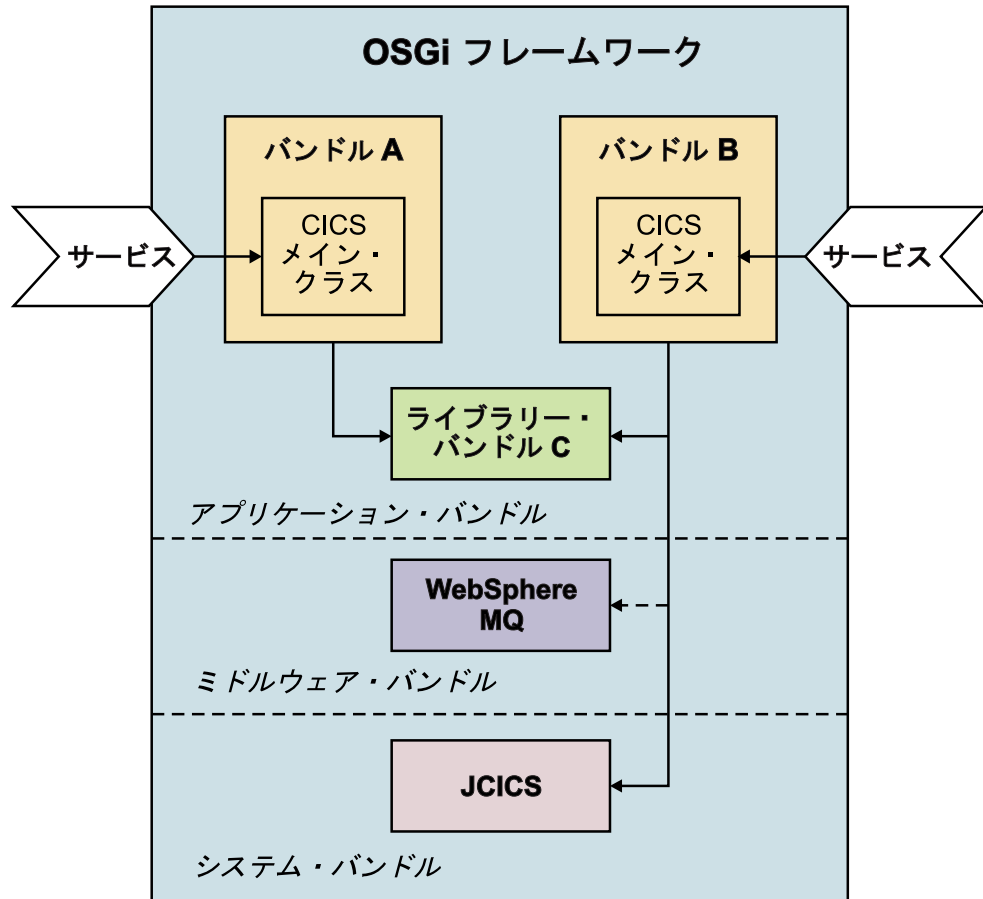 OSGi フレームワーク
バンドル A
バンドル B
CICS
メイン・
クラス
CICS
メイン・
クラス
サービス
サービス
ライブラリー・
バンドル C
アプリケーション・バンドル
WebSphere
MQ
ミドルウェア・バンドル
JCICS
システム・バンドル